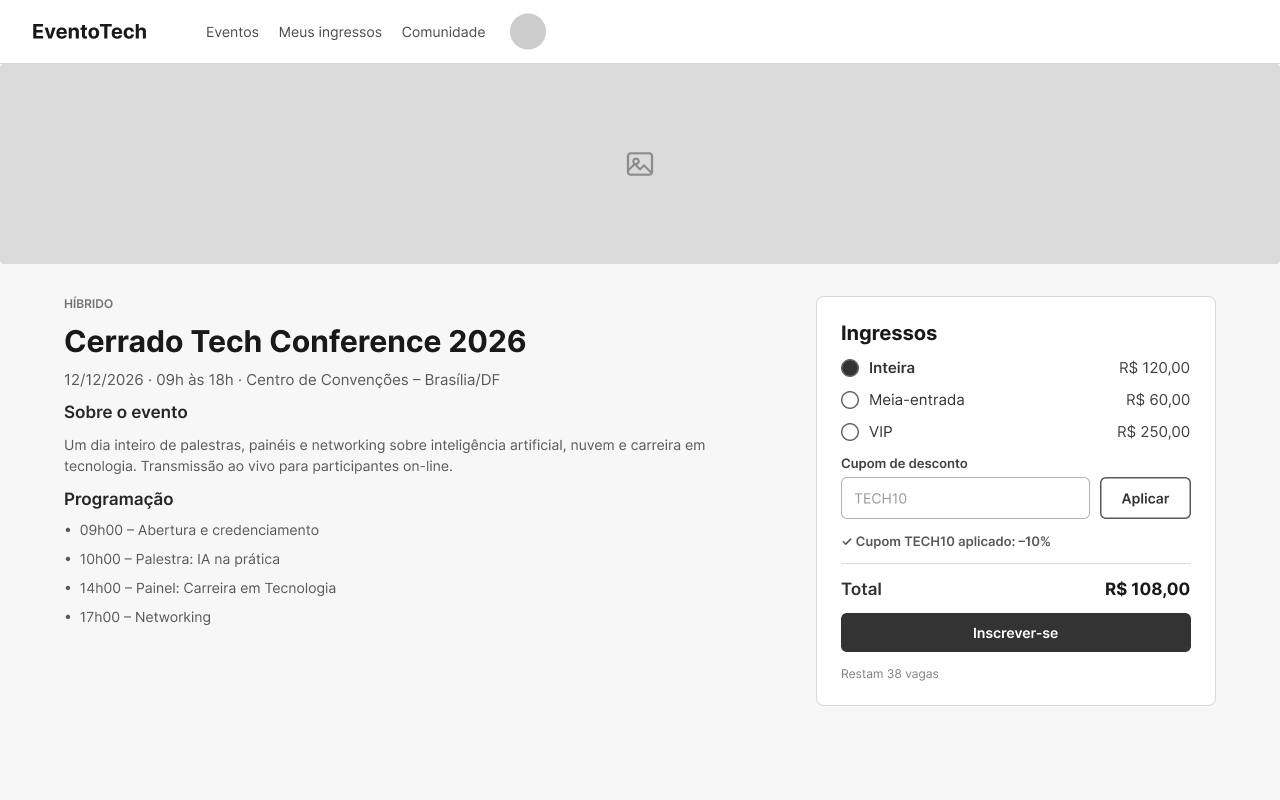 EventoTech
Eventos
Meus ingressos
Comunidade
HÍBRIDO
Cerrado Tech Conference 2026
12/12/2026 · 09h às 18h · Centro de Convenções – Brasília/DF
Sobre o evento
Um dia inteiro de palestras, painéis e networking sobre inteligência artificial, nuvem e carreira em
tecnologia. Transmissão ao vivo para participantes on-line.
Programação
• 09h00 – Abertura e credenciamento
• 10h00 – Palestra: IA na prática
• 14h00 – Painel: Carreira em Tecnologia
• 17h00 – Networking
Ingressos
Inteira R$ 120,00
Meia-entrada R$ 60,00
VIP R$ 250,00
Cupom de desconto
TECH10 Aplicar
✓ Cupom TECH10 aplicado: –10%
Total R$ 108,00
Inscrever-se
Restam 38 vagas